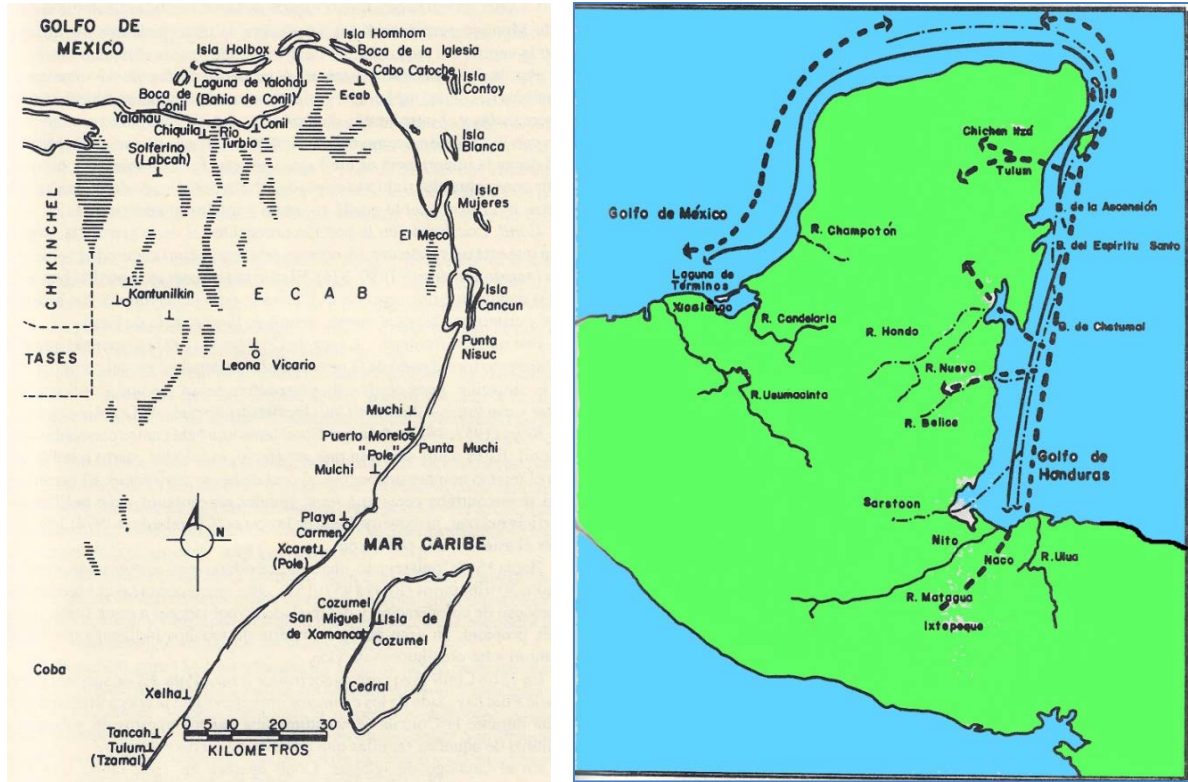 GOLFO DE
MEXICO
Isla Holbox
Isla Homhom
Boca de la Iglesia
Cabo Catoche
Isla
Contoy
Ecab
Laguna de Yalohau
(Bahia de Conil)
Boca de
Conil
Yalahau
Chiquila
Rio
Turbio
Conil
Solferino
(Labcah)
Isla
Blanca
Isla
Mujeres
El Meco
CHIKINCHEL
Kantunilkin
ECAB
Isla
Cancun
TASES
Leona Vicario
Punta
Nisuc
Muchi
Puerto Morelos
"Pole"
Punta Muchi
Mulchi
N
Playa
Carmen
Xcaret
(Pole)
MAR CARIBE
Cozumel
San Miguel
de Xamancab
Isla de
Cozumel
Cedral
Coba
Xelha
Tancah
Tulum
(Tzamal)
0 5 10 20 30
KILOMETROS
Chichen Itzá
Tulum
Golfo de México
B. de la Ascensión
R. Champotón
B. del Espiritu Santo
Laguna de
Términos
Xicalango
R. Candelaria
B. de Chetumal
R. Hondo
R. Nuevo
R. Usumacinta
R. Belice
Golfo de
Honduras
Sarstoon
Nito
Naco
R. Ulua
R. Matagua
Ixtepeque